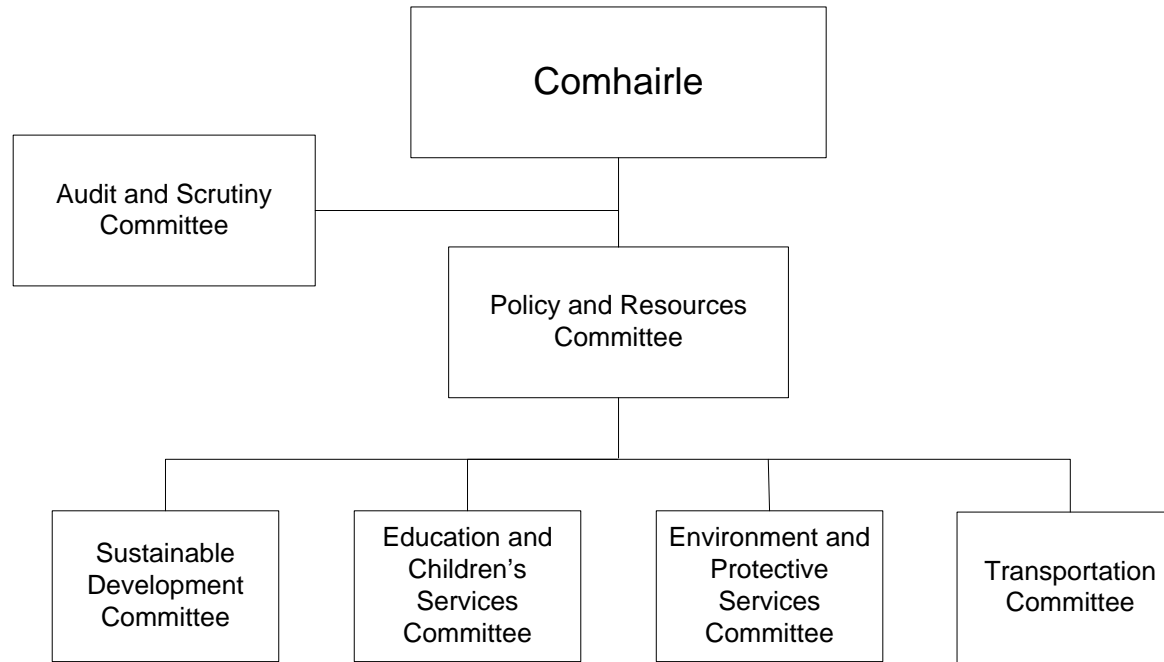 Comhairle
Audit and Scrutiny
Committee
Policy and Resources
Committee
Sustainable
Development
Committee
Education and
Children's
Services
Committee
Environment and
Protective
Services
Committee
Transportation
Committee